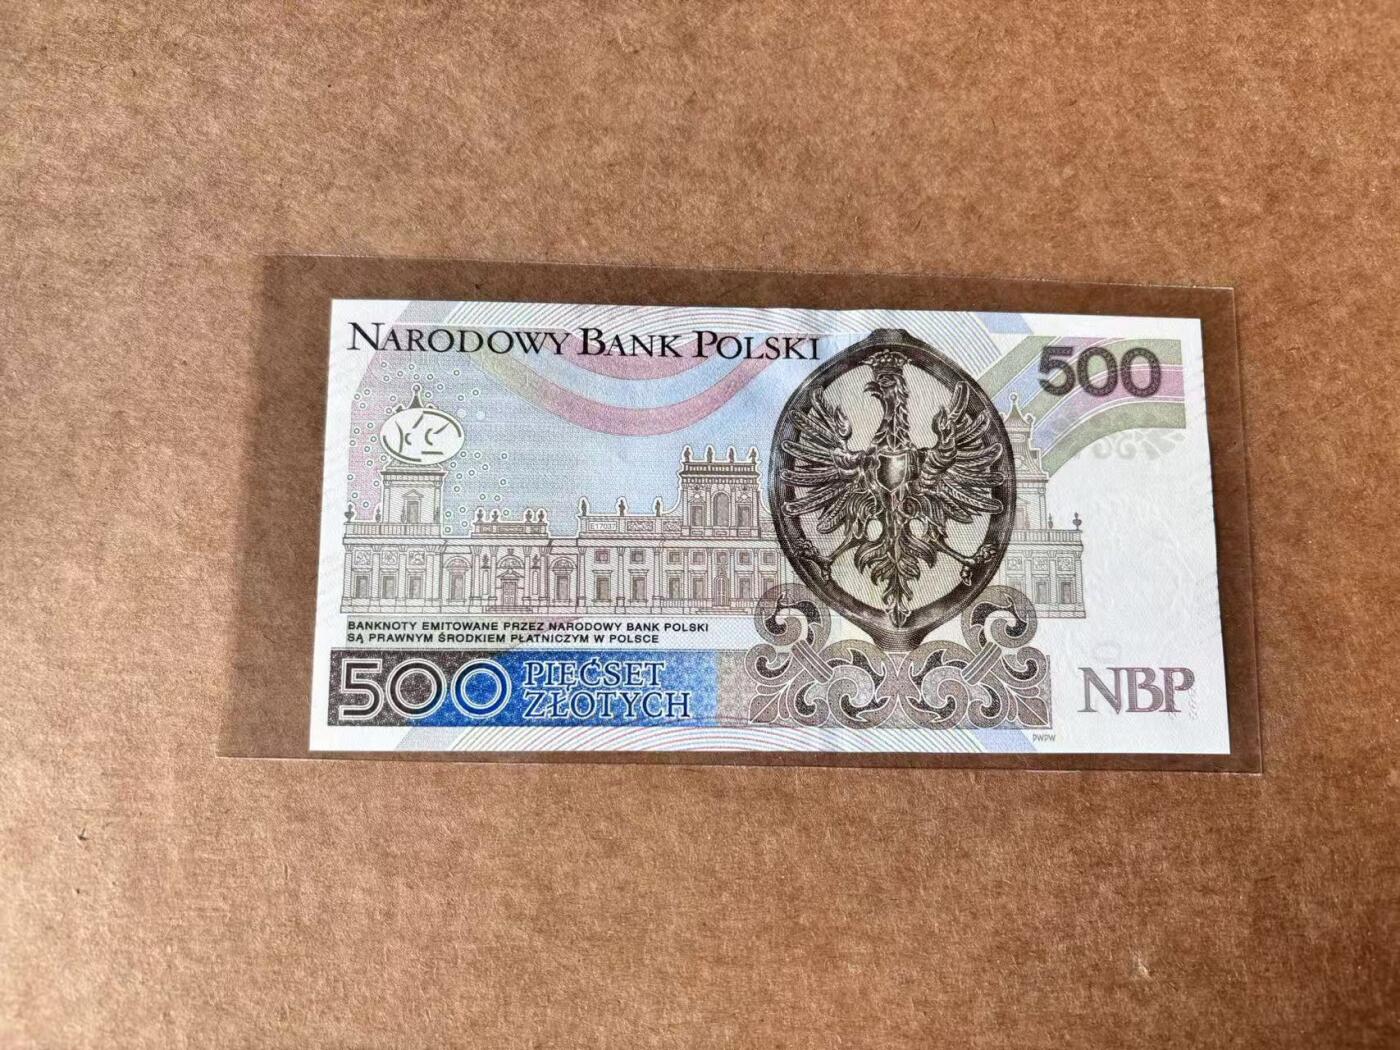 NARODOWY BANK POLSKI
500
BANKNOTY EMITOWANE PRZEZ NARODOWY BANK POLSKI
SĄ PRAWNYM ŚRODKIEM PŁATNICZYM W POLSCE
500 PIĘĆSET
ZŁOTYCH
NBP
PWPW